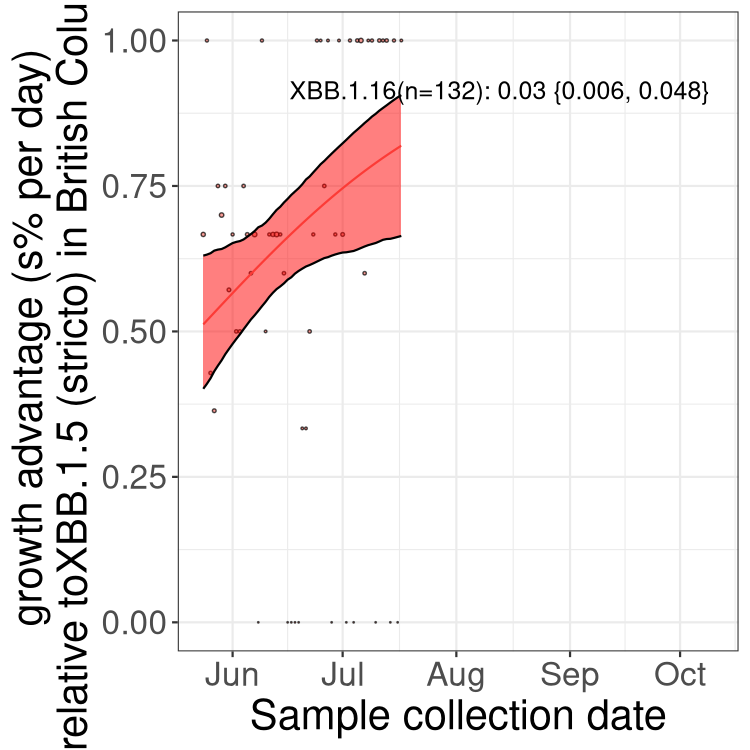 growth advantage (s% per day)
relative toXBB.1.5 (stricto) in British Colu
1.00
0.75
0.50
0.25
0.00
XBB.1.16(n=132): 0.03 {0.006, 0.048}
Jun Jul Aug Sep Oct
Sample collection date